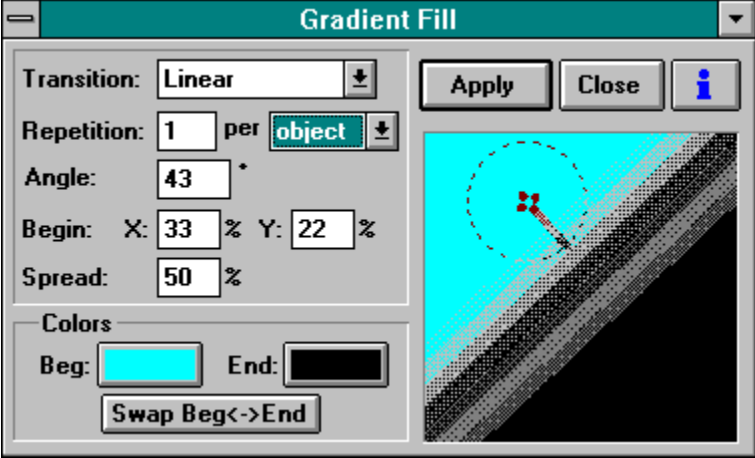 Gradient Fill
Transition: Linear
Repetition: 1 per object
Angle: 43 °
Begin: X: 33 % Y: 22 %
Spread: 50 %
Colors
Beg: End:
Swap Beg<->End
Apply Close i